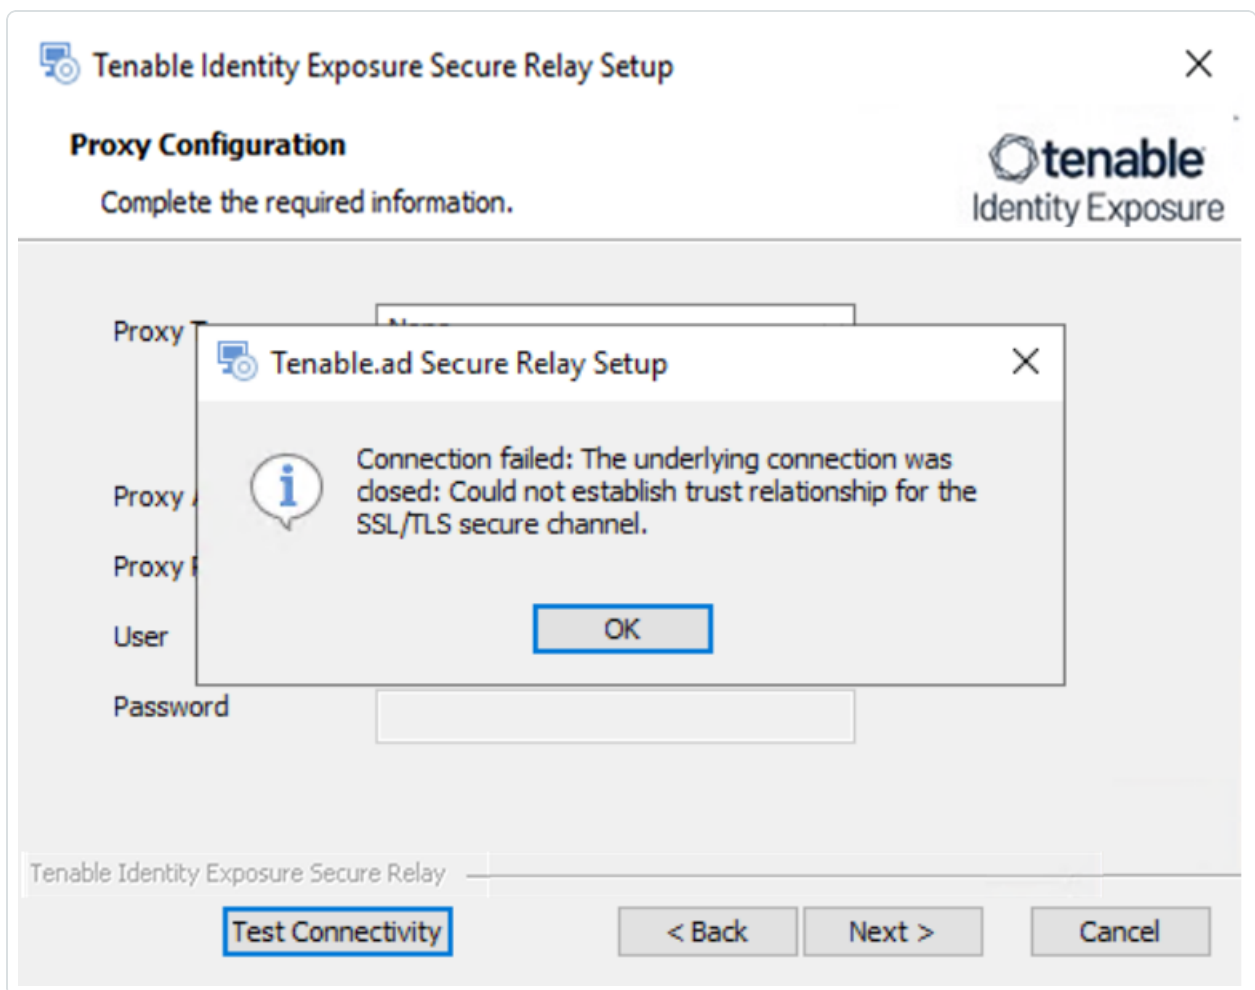 Tenable Identity Exposure Secure Relay Setup
Proxy Configuration
Complete the required information.
tenable
Identity Exposure
Proxy
Tenable.ad Secure Relay Setup
Connection failed: The underlying connection was
closed: Could not establish trust relationship for the
SSL/TLS secure channel.
Proxy
Proxy
OK
User
Password
Tenable Identity Exposure Secure Relay
Test Connectivity
< Back
Next >
Cancel